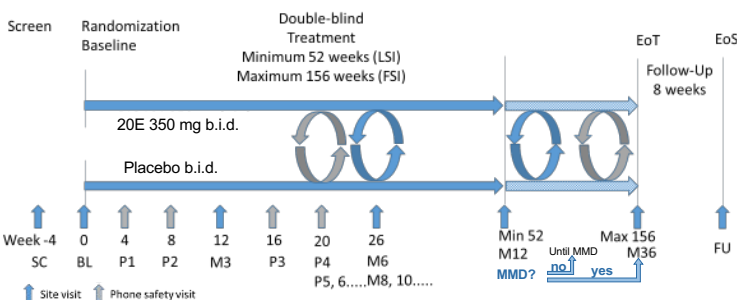 Screen
Randomization
Baseline
Double-blind
Treatment
Minimum 52 weeks (LSI)
Maximum 156 weeks (FSI)
EoT
EoS
Follow-Up
8 weeks
20E 350 mg b.i.d.
Placebo b.i.d.
Week -4 0 4 8 12 16 20 26 Min 52 Max 156
SC BL P1 P2 M3 P3 P4 M6 M12 M36 FU
P5, 6.....M8, 10.....
MMD? no Until MMD yes
Site visit Phone safety visit